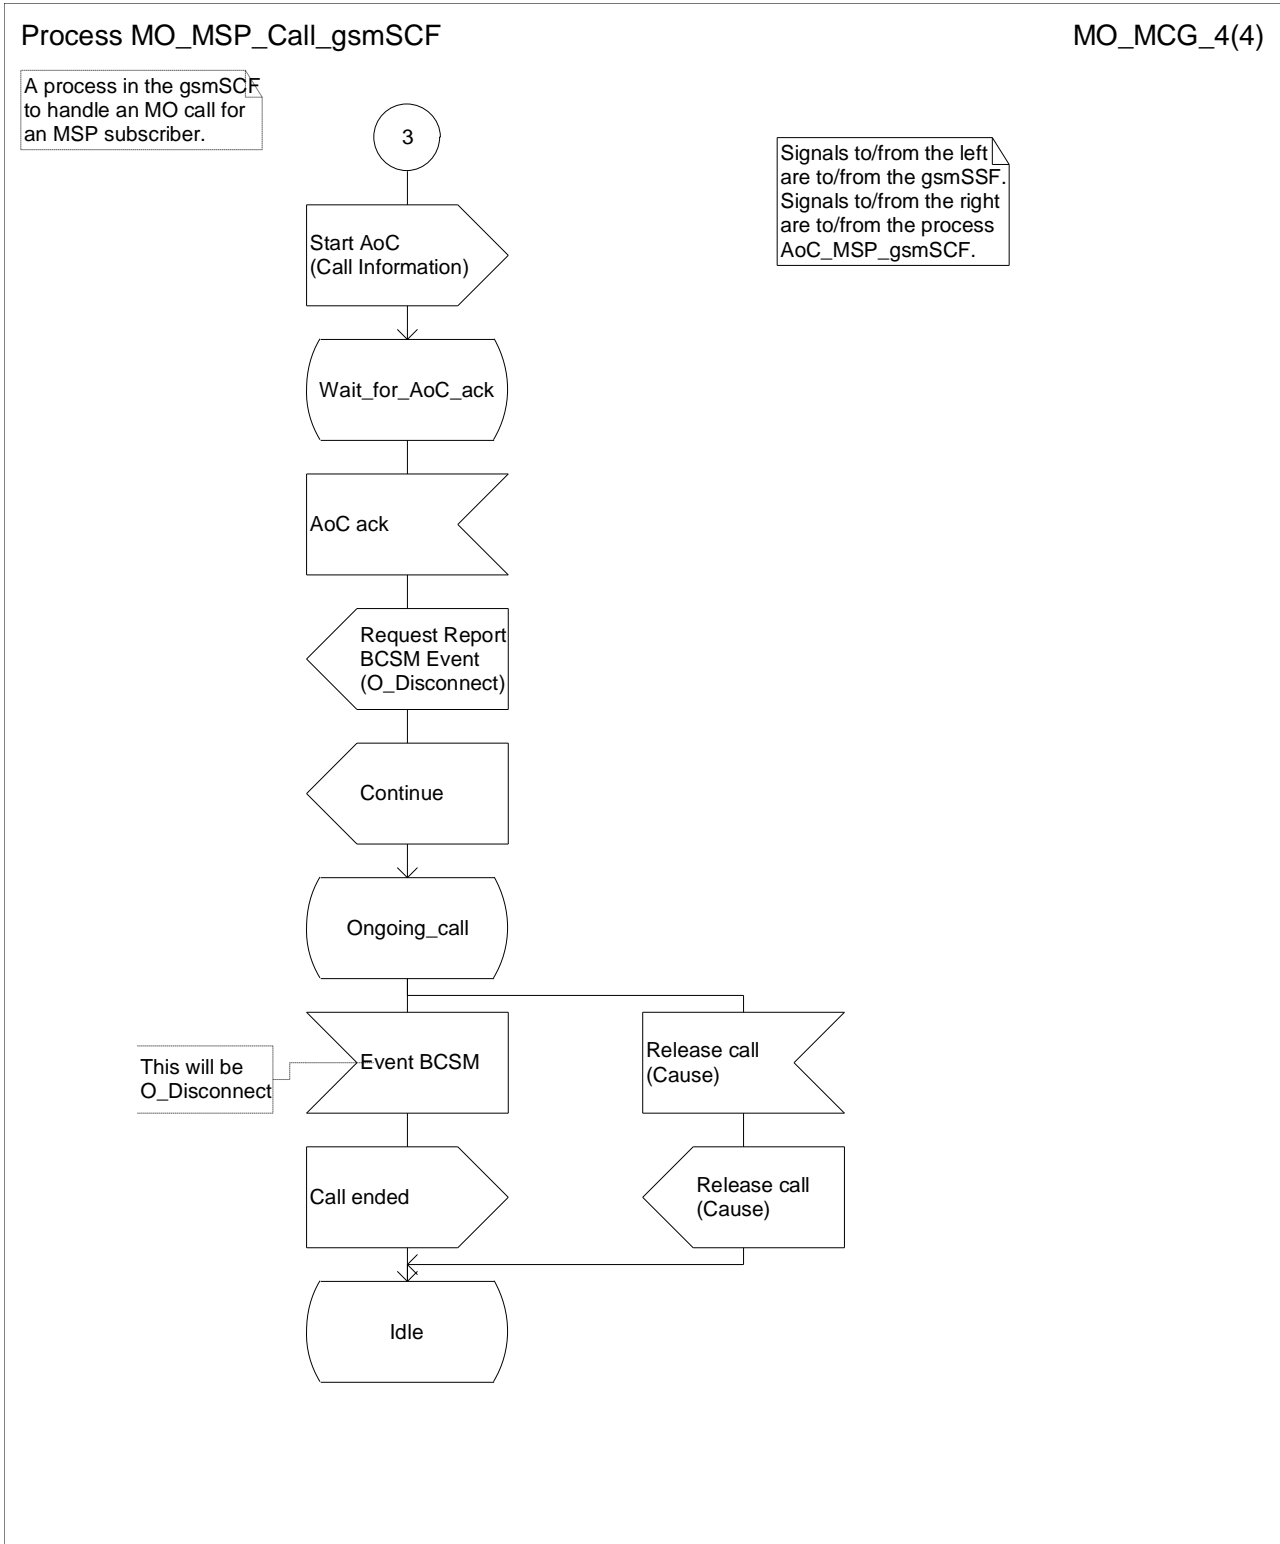 Process MO_MSP_Call_gsmSCF
MO_MCG_4(4)
A process in the gsmSCF
to handle an MO call for
an MSP subscriber.
3
Signals to/from the left
are to/from the gsmSSF.
Signals to/from the right
are to/from the process
AoC_MSP_gsmSCF.
Start AoC
(Call Information)
Wait_for_AoC_ack
AoC ack
Request Report
BCSM Event
(O_Disconnect)
Continue
Ongoing_call
This will be
O_Disconnect
Event BCSM
Release call
(Cause)
Call ended
Release call
(Cause)
Idle